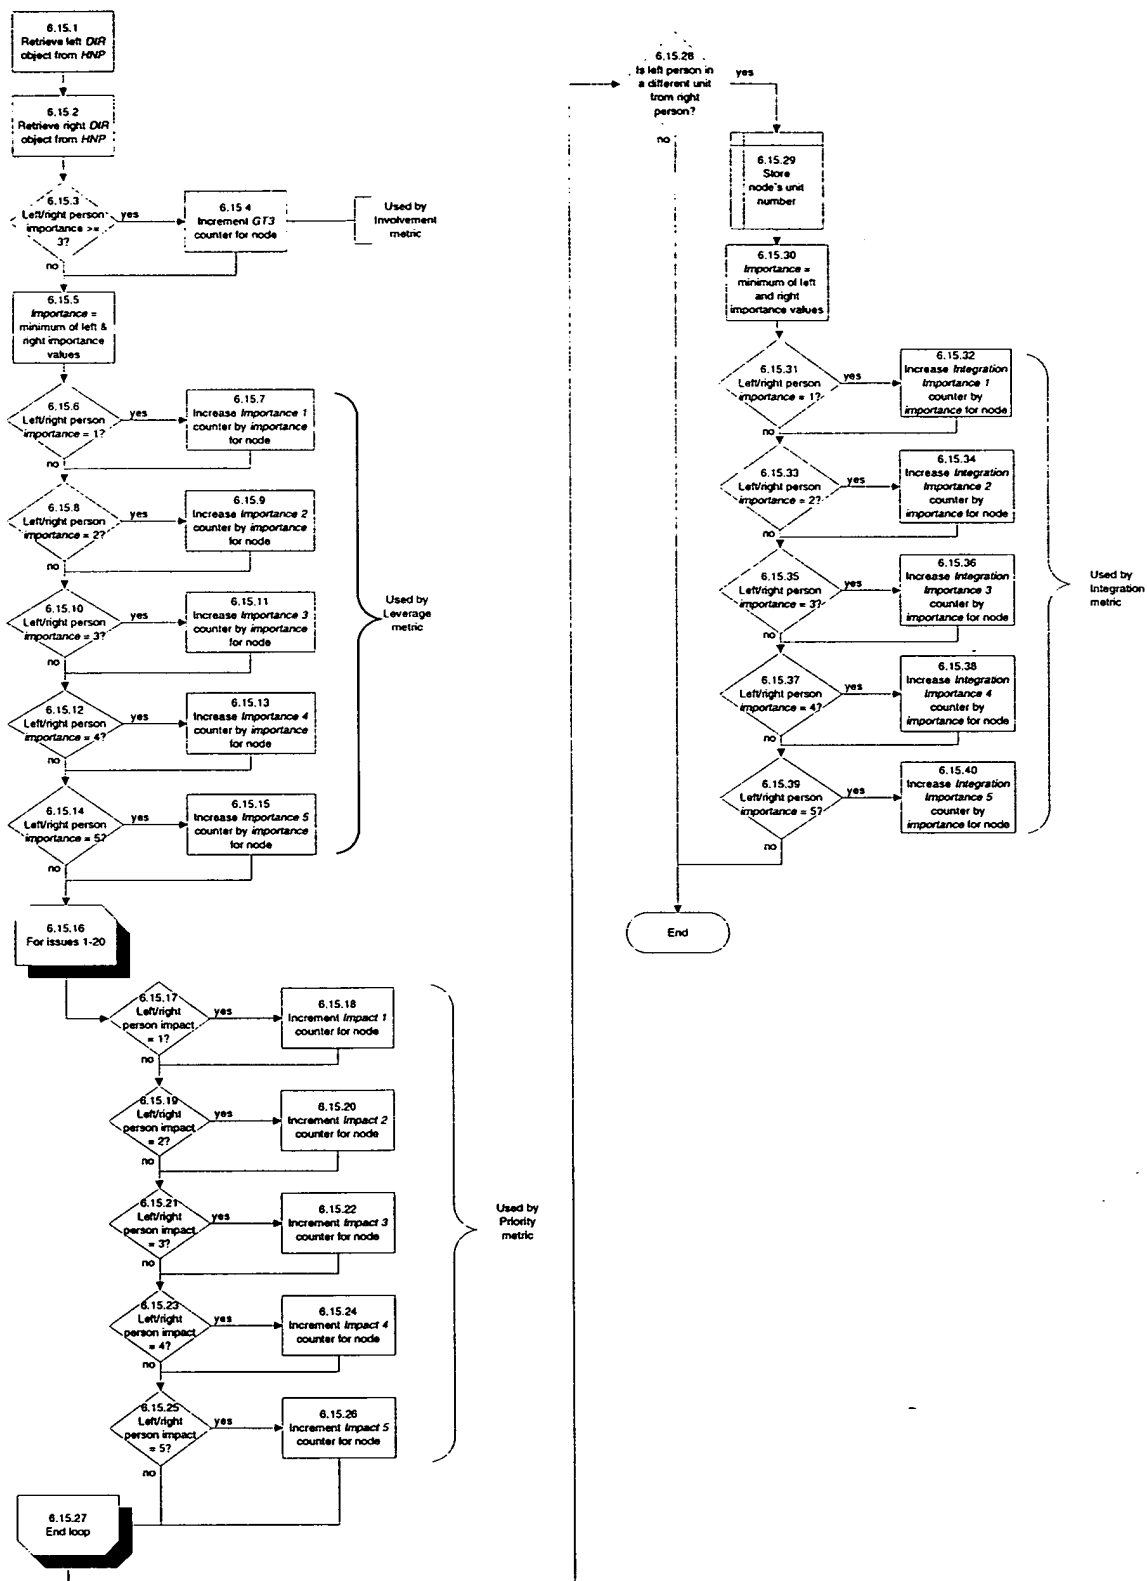 6.15.1
Retrieve left DIR
object from HNP
6.15.2
Retrieve right DIR
object from HNP
6.15.3
Left/right person
importance >=
3?
yes
no
6.15.4
Increment GT3
counter for node
Used by
Involvement
metric
6.15.5
Importance =
minimum of left &
right importance
values
6.15.6
Left/right person
importance = 1?
yes
no
6.15.7
Increase Importance 1
counter by importance
for node
6.15.8
Left/right person
importance = 2?
yes
no
6.15.9
Increase Importance 2
counter by importance
for node
6.15.10
Left/right person
importance = 3?
yes
no
6.15.11
Increase Importance 3
counter by importance
for node
6.15.12
Left/right person
importance = 4?
yes
no
6.15.13
Increase Importance 4
counter by importance
for node
6.15.14
Left/right person
importance = 5?
yes
no
6.15.15
Increase Importance 5
counter by importance
for node
Used by
Leverage
metric
6.15.16
For issues 1-20
6.15.17
Left/right
person impact
= 1?
yes
no
6.15.18
Increment Impact 1
counter for node
6.15.19
Left/right
person impact
= 2?
yes
no
6.15.20
Increment Impact 2
counter for node
6.15.21
Left/right
person impact
= 3?
yes
no
6.15.22
Increment Impact 3
counter for node
6.15.23
Left/right
person impact
= 4?
yes
no
6.15.24
Increment Impact 4
counter for node
6.15.25
Left/right
person impact
= 5?
yes
no
6.15.26
Increment Impact 5
counter for node
Used by
Priority
metric
6.15.27
End loop
6.15.28
Is left person in
a different unit
from right
person?
yes
no
6.15.29
Store
node's unit
number
6.15.30
Importance =
minimum of left
and right
importance values
6.15.31
Left/right person
importance = 1?
yes
no
6.15.32
Increase Integration
Importance 1
counter by
importance for node
6.15.33
Left/right person
importance = 2?
yes
no
6.15.34
Increase Integration
Importance 2
counter by
importance for node
6.15.35
Left/right person
importance = 3?
yes
no
6.15.36
Increase Integration
Importance 3
counter by
importance for node
6.15.37
Left/right person
importance = 4?
yes
no
6.15.38
Increase Integration
Importance 4
counter by
importance for node
6.15.39
Left/right person
importance = 5?
yes
no
6.15.40
Increase Integration
Importance 5
counter by
importance for node
Used by
Integration
metric
End